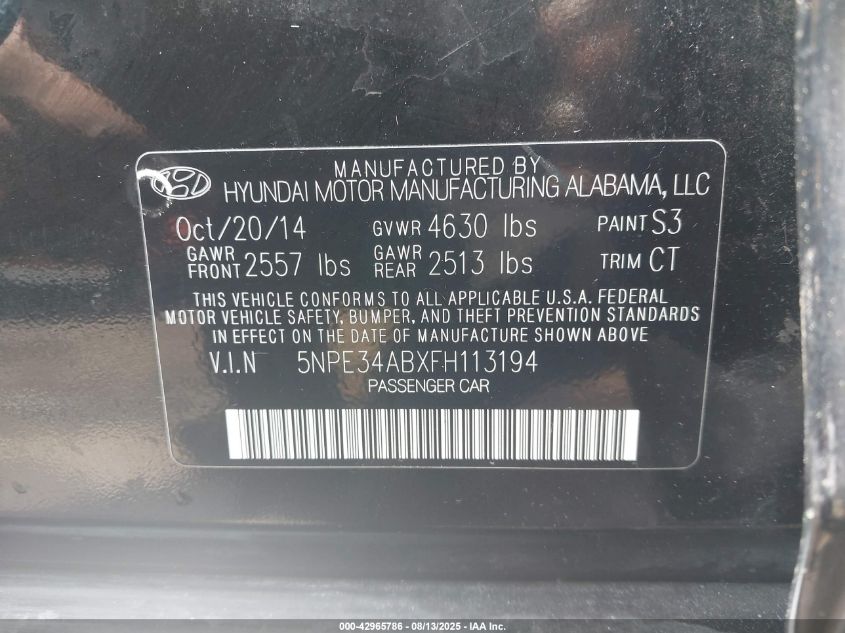 MANUFACTURED BY
HYUNDAI MOTOR MANUFACTURING ALABAMA, LLC
Oct/20/14 GVWR 4630 lbs PAINT S3
GAWR FRONT 2557 lbs GAWR REAR 2513 lbs TRIM CT
THIS VEHICLE CONFORMS TO ALL APPLICABLE U.S.A. FEDERAL
MOTOR VEHICLE SAFETY, BUMPER, AND THEFT PREVENTION STANDARDS
IN EFFECT ON THE DATE OF MANUFACTURE SHOWN ABOVE.
V.I.N 5NPE34ABXFH113194
PASSENGER CAR
000-42965786 - 08/13/2025 - IAA Inc.